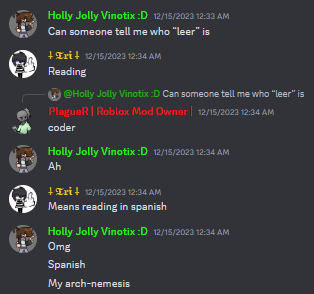 Holly Jolly Vinotix :D 12/15/2023 12:33 AM
Can someone tell me who “leer” is
⸸ 𝕿𝖗𝖎 ⸸ 12/15/2023 12:34 AM
Reading
@Holly Jolly Vinotix :D Can someone tell me who “leer” is
PlagueR | Roblox Mod Owner 12/15/2023 12:34 AM
coder
Holly Jolly Vinotix :D 12/15/2023 12:34 AM
Ah
⸸ 𝕿𝖗𝖎 ⸸ 12/15/2023 12:34 AM
Means reading in spanish
Holly Jolly Vinotix :D 12/15/2023 12:34 AM
Omg
Spanish
My arch-nemesis